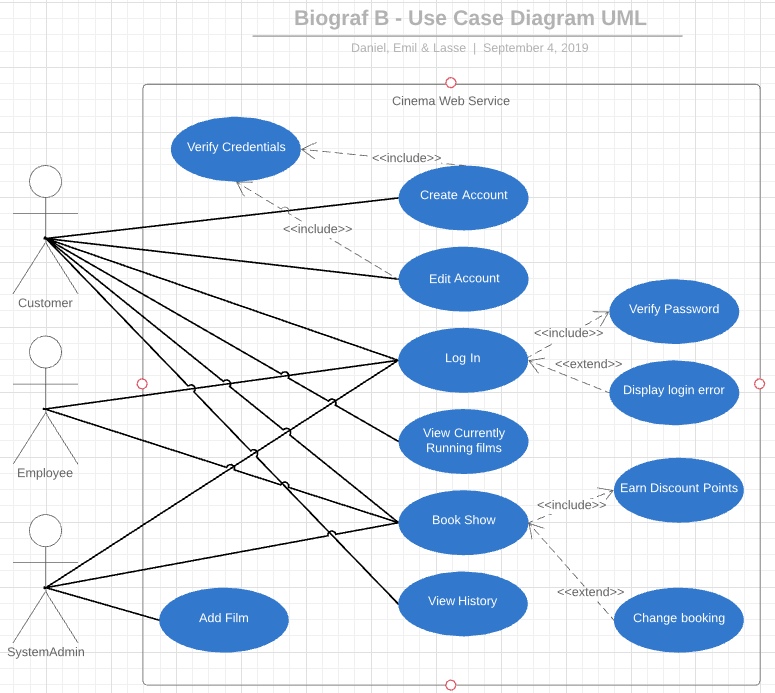 Biograf B - Use Case Diagram UML
Daniel, Emil & Lasse | September 4, 2019
Cinema Web Service
Verify Credentials
<<include>>
Create Account
<<include>>
Edit Account
Customer
Verify Password
<<include>>
Log In
<<extend>>
Display login error
View Currently
Running films
Employee
Earn Discount Points
<<include>>
Book Show
<<extend>>
View History
Add Film
Change booking
SystemAdmin